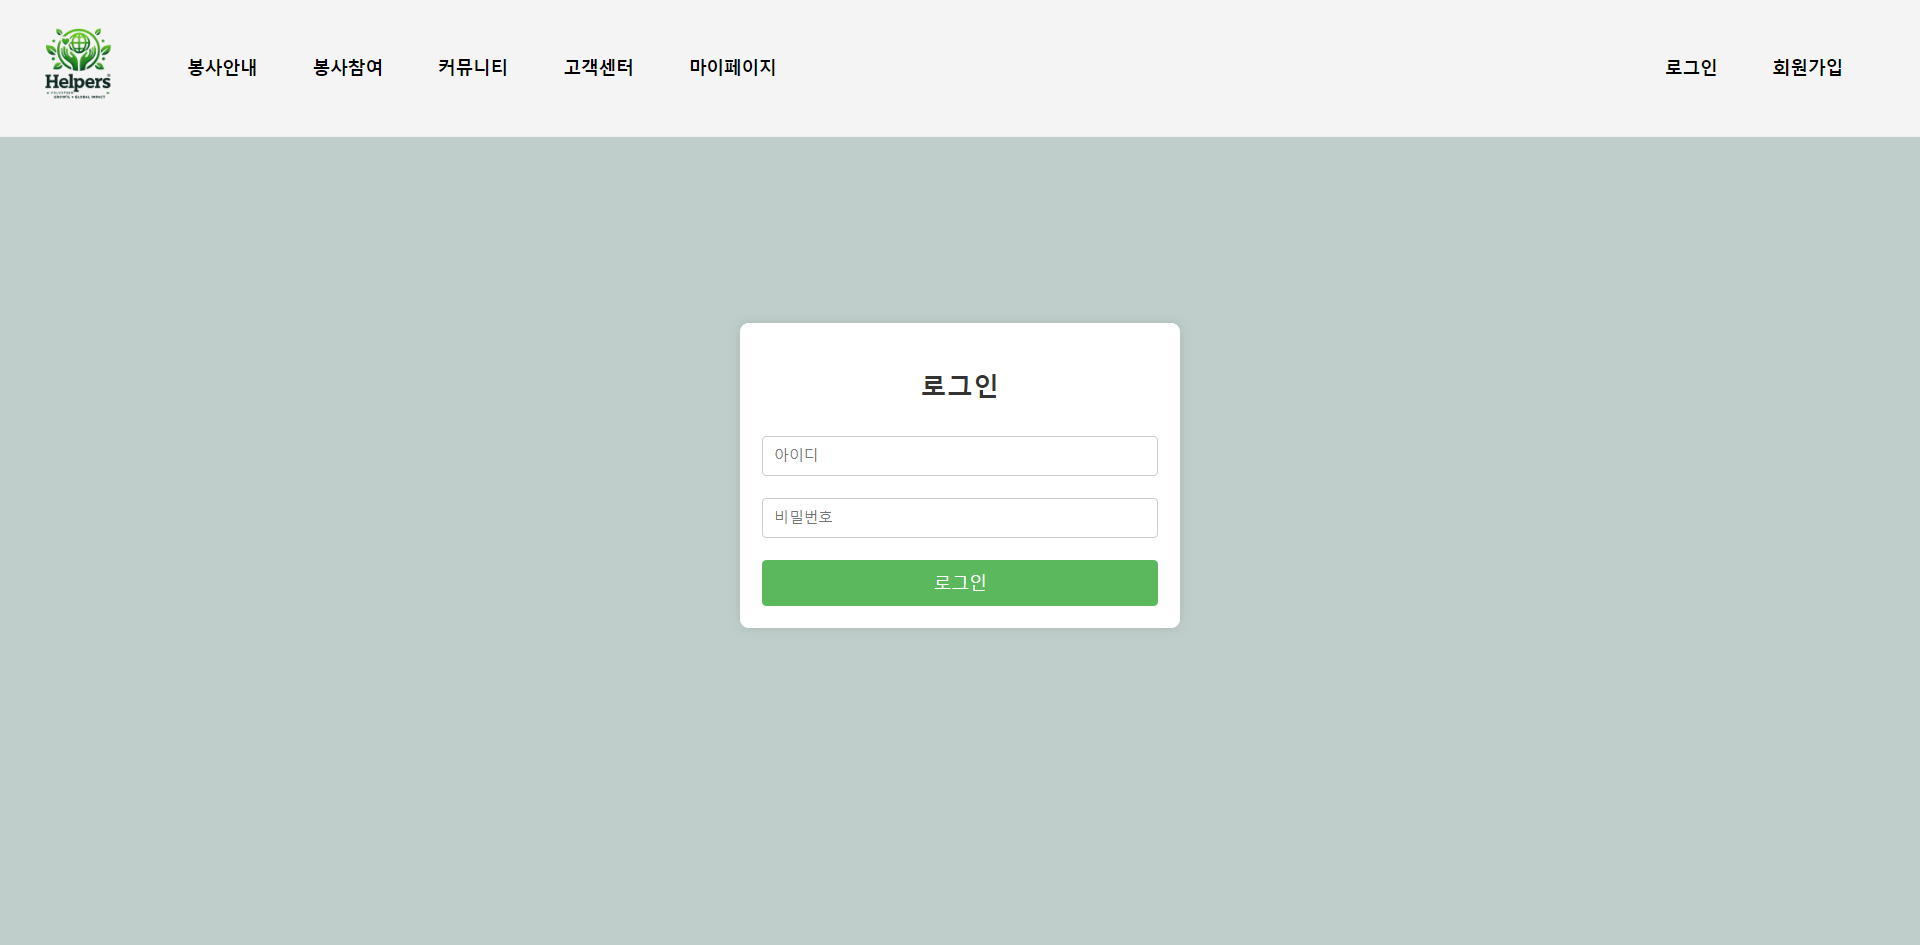 Helpers
봉사안내
봉사참여
커뮤니티
고객센터
마이페이지
로그인
회원가입
로그인
아이디
비밀번호
로그인